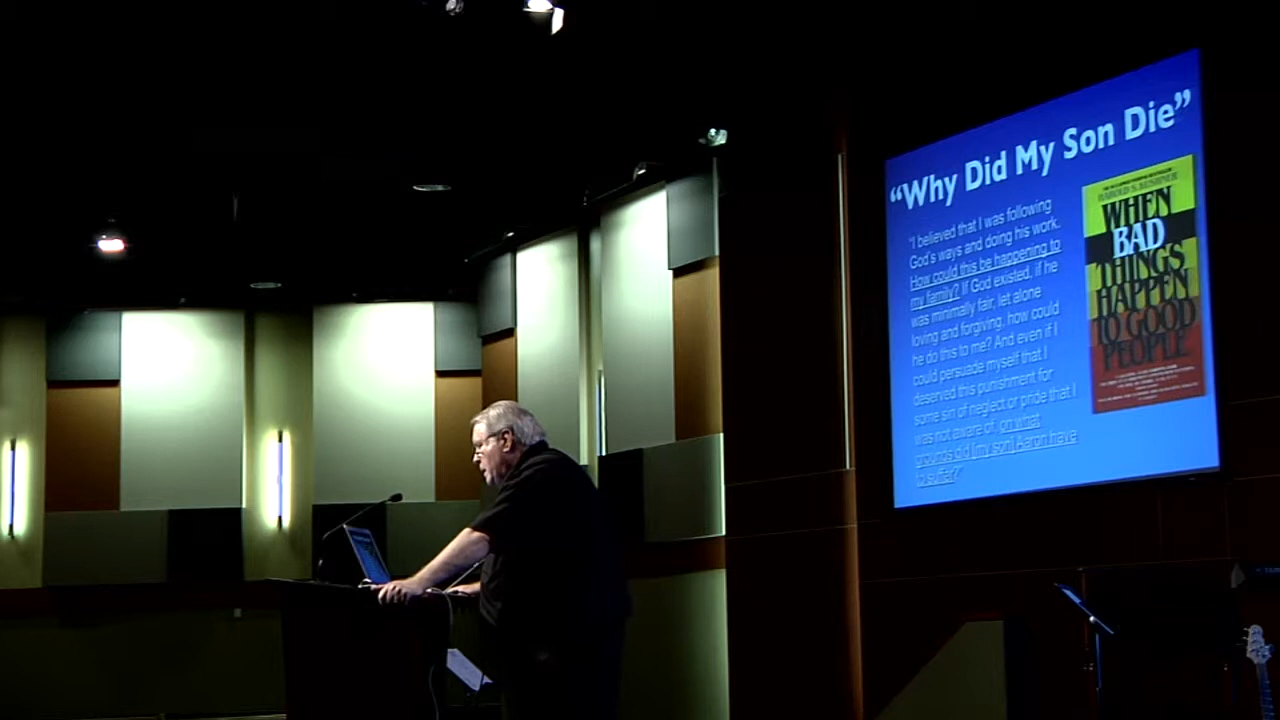 “Why Did My Son Die”
“I believed that I was following
God's ways and doing his work.
How could this be happening to
my family? If God existed, if he
was minimally fair, let alone
loving and forgiving, how could
he do this to me? And even if I
could persuade myself that I
deserved this punishment for
some sin of neglect or pride that I
was not aware of, on what
grounds did [my son] Aaron have
to suffer?”
HAROLD S. KUSHNER
WHEN
BAD
THINGS
HAPPEN
TO GOOD
PEOPLE